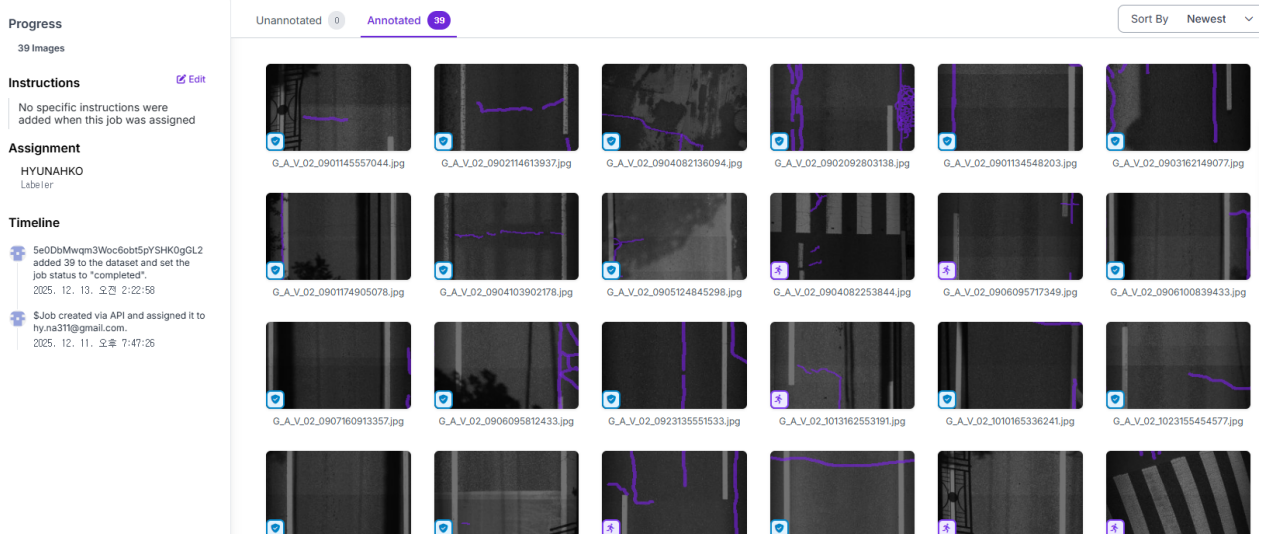 Progress
39 Images
Instructions
Edit
No specific instructions were
added when this job was assigned
Assignment
HYUNAHKO
Labeler
Timeline
5e0DbMwqm3Woc6obt5pYSHK0gGL2
added 39 to the dataset and set the
job status to "completed".
2025. 12. 13. 오전 2:22:58
$Job created via API and assigned it to
hy.na311@gmail.com.
2025. 12. 11. 오후 7:47:26
Unannotated 0
Annotated 39
Sort By Newest
G_A_V_02_0901145557044.jpg
G_A_V_02_0902114613937.jpg
G_A_V_02_0904082136094.jpg
G_A_V_02_0902092803138.jpg
G_A_V_02_0901134548203.jpg
G_A_V_02_0903162149077.jpg
G_A_V_02_0901174905078.jpg
G_A_V_02_0904103902178.jpg
G_A_V_02_0905124845298.jpg
G_A_V_02_0904082253844.jpg
G_A_V_02_0906095717349.jpg
G_A_V_02_0906100839433.jpg
G_A_V_02_0907160913357.jpg
G_A_V_02_0906095812433.jpg
G_A_V_02_0923135551533.jpg
G_A_V_02_1013162553191.jpg
G_A_V_02_1010165336241.jpg
G_A_V_02_1023155454577.jpg